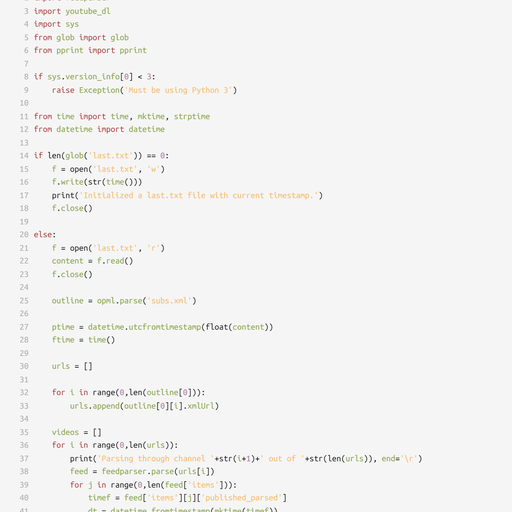 3 import youtube_dl
4 import sys
5 from glob import glob
6 from pprint import pprint
7
8 if sys.version_info[0] < 3:
9     raise Exception('Must be using Python 3')
10
11 from time import time, mktime, strptime
12 from datetime import datetime
13
14 if len(glob('last.txt')) == 0:
15     f = open('last.txt', 'w')
16     f.write(str(time()))
17     print('Initialized a last.txt file with current timestamp.')
18     f.close()
19
20 else:
21     f = open('last.txt', 'r')
22     content = f.read()
23     f.close()
24
25     outline = opml.parse('subs.xml')
26
27     ptime = datetime.utcfromtimestamp(float(content))
28     ftime = time()
29
30     urls = []
31
32     for i in range(0,len(outline[0])):
33         urls.append(outline[0][i].xmlUrl)
34
35     videos = []
36     for i in range(0,len(urls)):
37         print('Parsing through channel '+str(i+1)+' out of '+str(len(urls)), end='\r')
38         feed = feedparser.parse(urls[i])
39         for j in range(0,len(feed['items'])):
40             timef = feed['items'][j]['published_parsed']
41             dt = datetime.fromtimestamp(mktime(timef))